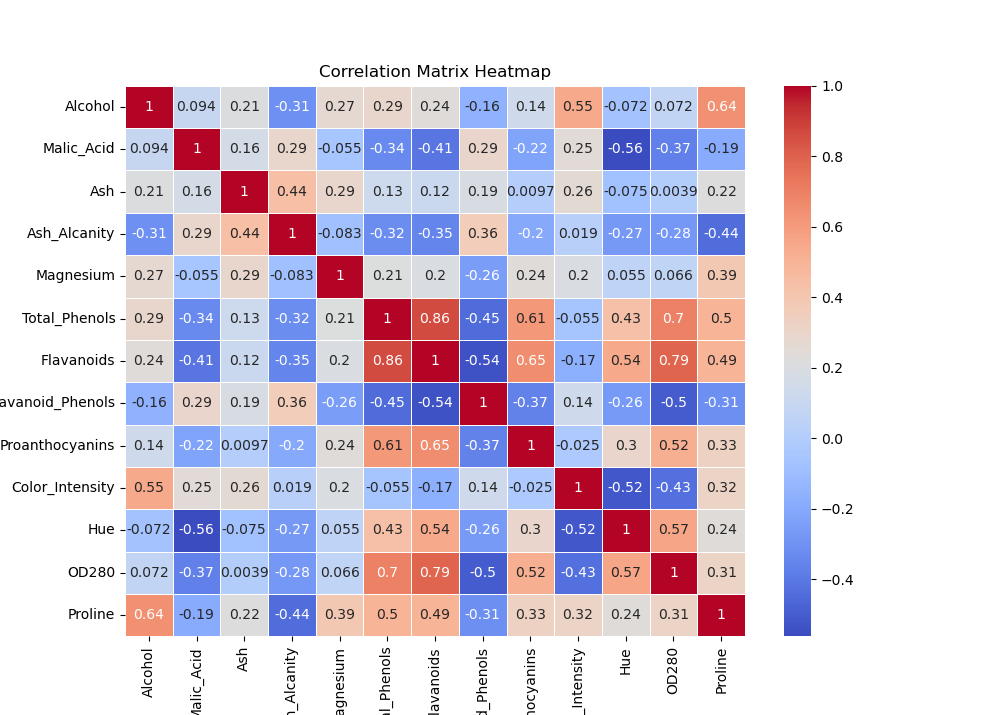 Correlation Matrix Heatmap
Alcohol 1 0.094 0.21 -0.31 0.27 0.29 0.24 -0.16 0.14 0.55 -0.072 0.072 0.64
Malic_Acid 0.094 1 0.16 0.29 -0.055 -0.34 -0.41 0.29 -0.22 0.25 -0.56 -0.37 -0.19
Ash 0.21 0.16 1 0.44 0.29 0.13 0.12 0.19 0.0097 0.26 -0.075 0.0039 0.22
Ash_Alcanity -0.31 0.29 0.44 1 -0.083 -0.32 -0.35 0.36 -0.2 0.019 -0.27 -0.28 -0.44
Magnesium 0.27 -0.055 0.29 -0.083 1 0.21 0.2 -0.26 0.24 0.2 0.055 0.066 0.39
Total_Phenols 0.29 -0.34 0.13 -0.32 0.21 1 0.86 -0.45 0.61 -0.055 0.43 0.7 0.5
Flavanoids 0.24 -0.41 0.12 -0.35 0.2 0.86 1 -0.54 0.65 -0.17 0.54 0.79 0.49
avanoid_Phenols -0.16 0.29 0.19 0.36 -0.26 -0.45 -0.54 1 -0.37 0.14 -0.26 -0.5 -0.31
Proanthocyanins 0.14 -0.22 0.0097 -0.2 0.24 0.61 0.65 -0.37 1 -0.025 0.3 0.52 0.33
Color_Intensity 0.55 0.25 0.26 0.019 0.2 -0.055 -0.17 0.14 -0.025 1 -0.52 -0.43 0.32
Hue -0.072 -0.56 -0.075 -0.27 0.055 0.43 0.54 -0.26 0.3 -0.52 1 0.57 0.24
OD280 0.072 -0.37 0.0039 -0.28 0.066 0.7 0.79 -0.5 0.52 -0.43 0.57 1 0.31
Proline 0.64 -0.19 0.22 -0.44 0.39 0.5 0.49 -0.31 0.33 0.32 0.24 0.31 1
Alcohol
Malic_Acid
Ash
h_Alcanity
agnesium
al_Phenols
lavanoids
d_Phenols
nocyanins
_Intensity
Hue
OD280
Proline
1.0
0.8
0.6
0.4
0.2
0.0
−0.2
−0.4